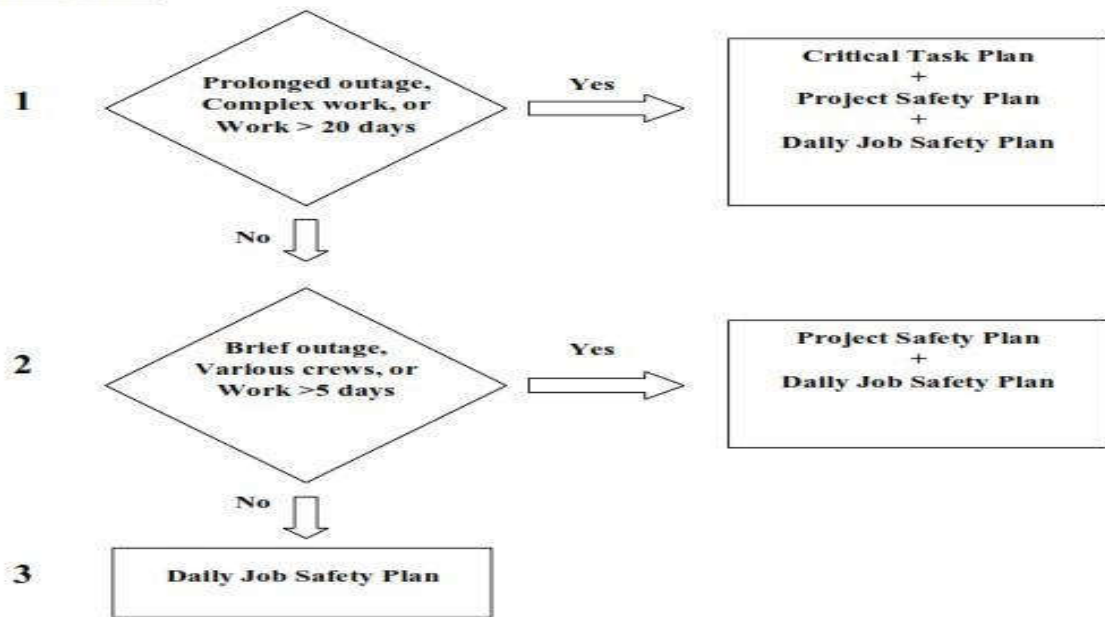 1
Prolonged outage,
Complex work, or
Work > 20 days
Yes
Critical Task Plan
+
Project Safety Plan
+
Daily Job Safety Plan
No
2
Brief outage,
Various crews, or
Work >5 days
Yes
Project Safety Plan
+
Daily Job Safety Plan
No
3
Daily Job Safety Plan